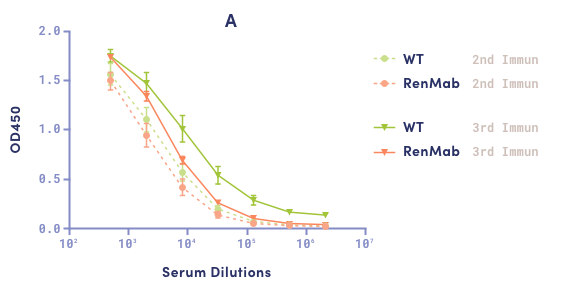 A
2.0
1.5
1.0
0.5
0.0
OD450
10² 10³ 10⁴ 10⁵ 10⁶ 10⁷
Serum Dilutions
WT 2nd Immun
RenMab 2nd Immun
WT 3rd Immun
RenMab 3rd Immun